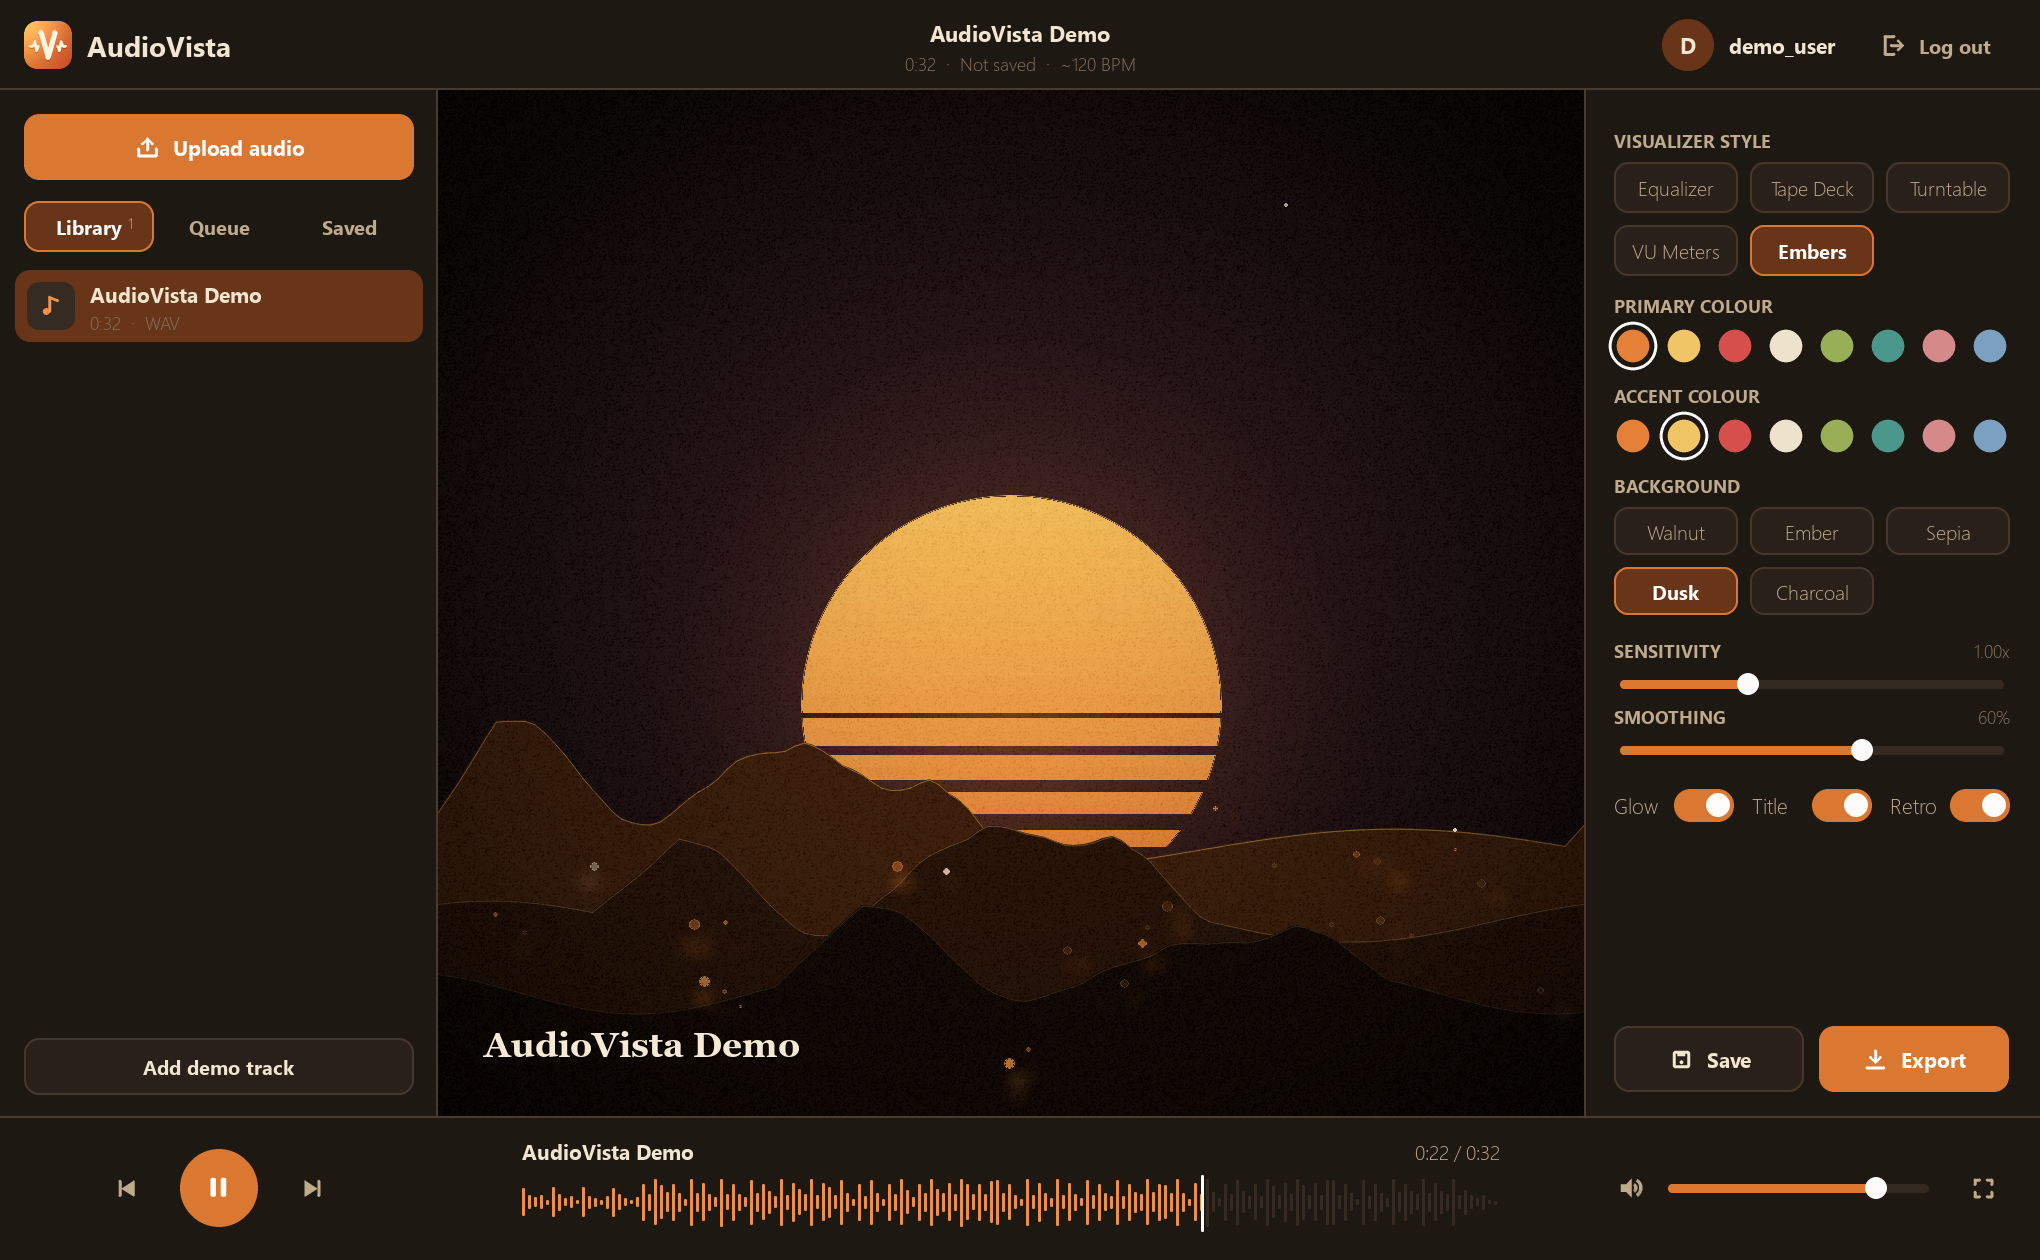 AudioVista
AudioVista Demo
0:32 · Not saved · ~120 BPM
D
demo_user
Log out
Upload audio
Library 1
Queue
Saved
AudioVista Demo
0:32 · WAV
Add demo track
AudioVista Demo
VISUALIZER STYLE
Equalizer
Tape Deck
Turntable
VU Meters
Embers
PRIMARY COLOUR
ACCENT COLOUR
BACKGROUND
Walnut
Ember
Sepia
Dusk
Charcoal
SENSITIVITY
1.00x
SMOOTHING
60%
Glow
Title
Retro
Save
Export
AudioVista Demo
0:22 / 0:32